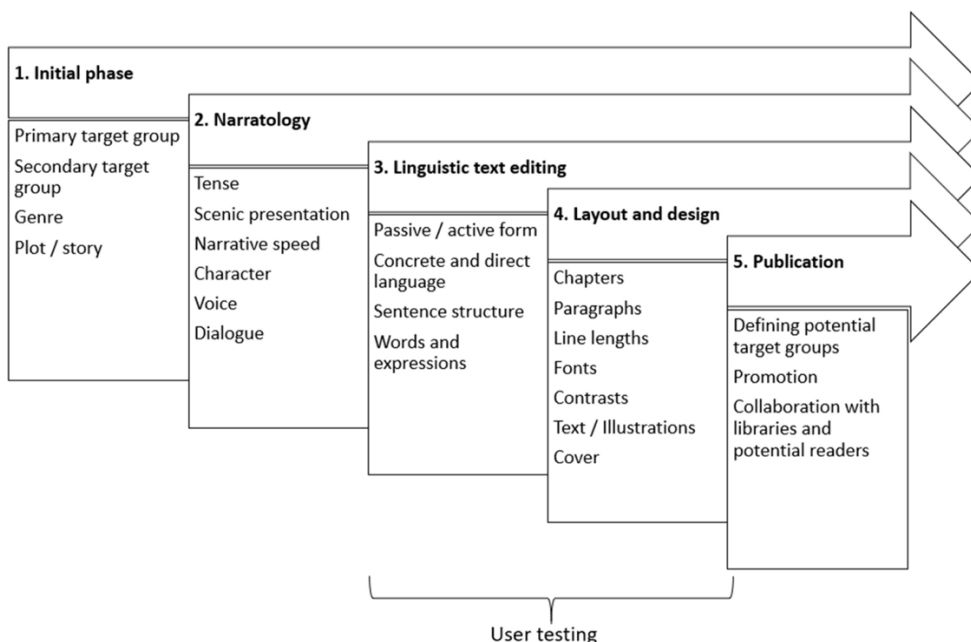 1. Initial phase
Primary target group
Secondary target
group
Genre
Plot / story
2. Narratology
Tense
Scenic presentation
Narrative speed
Character
Voice
Dialogue
3. Linguistic text editing
Passive / active form
Concrete and direct
language
Sentence structure
Words and
expressions
4. Layout and design
Chapters
Paragraphs
Line lengths
Fonts
Contrasts
Text / Illustrations
Cover
5. Publication
Defining potential
target groups
Promotion
Collaboration with
libraries and
potential readers
User testing